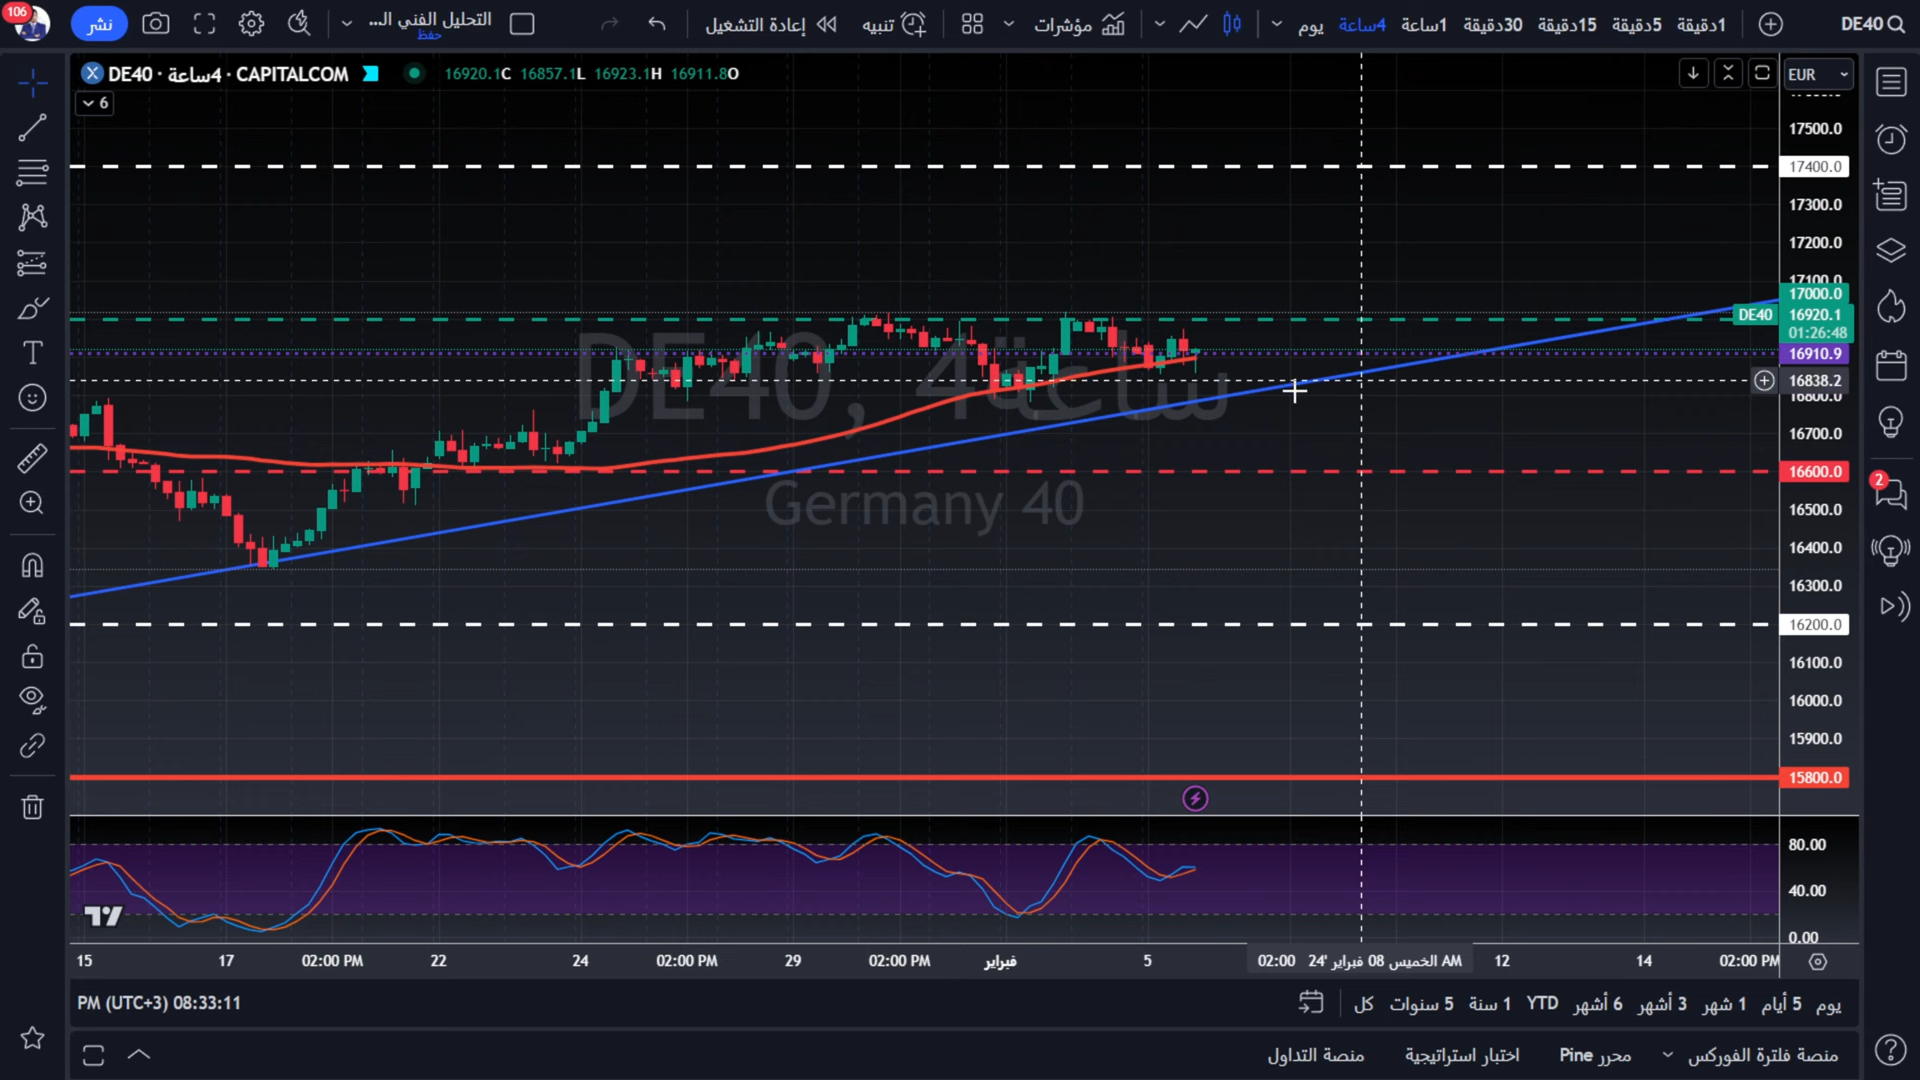 106
نشر
التحليل الفني الـ...
حفظ
إعادة التشغيل
تنبيه
مؤشرات
يوم
4ساعة
1ساعة
30دقيقة
15دقيقة
5دقيقة
1دقيقة
DE40
DE40 · 4ساعة · CAPITALCOM
16920.1C 16857.1L 16923.1H 16911.8O
6
EUR
17500.0
17400.0
17300.0
17200.0
17100.0
17000.0
DE40 16920.1
01:26:48
16910.9
16838.2
16800.0
16700.0
16600.0
16500.0
16400.0
16300.0
16200.0
16100.0
16000.0
15900.0
15800.0
DE40, 4ساعة
Germany 40
2
80.00
40.00
0.00
15 17 02:00 PM 22 24 02:00 PM 29 02:00 PM فبراير 5 02:00 الخميس 08 فبراير '24 AM 12 14 02:00 PM
PM (UTC+3) 08:33:11
يوم 5 أيام 1 شهر 3 أشهر 6 أشهر YTD 1 سنة 5 سنوات كل
منصة فلترة الفوركس محرر Pine اختبار استراتيجية منصة التداول